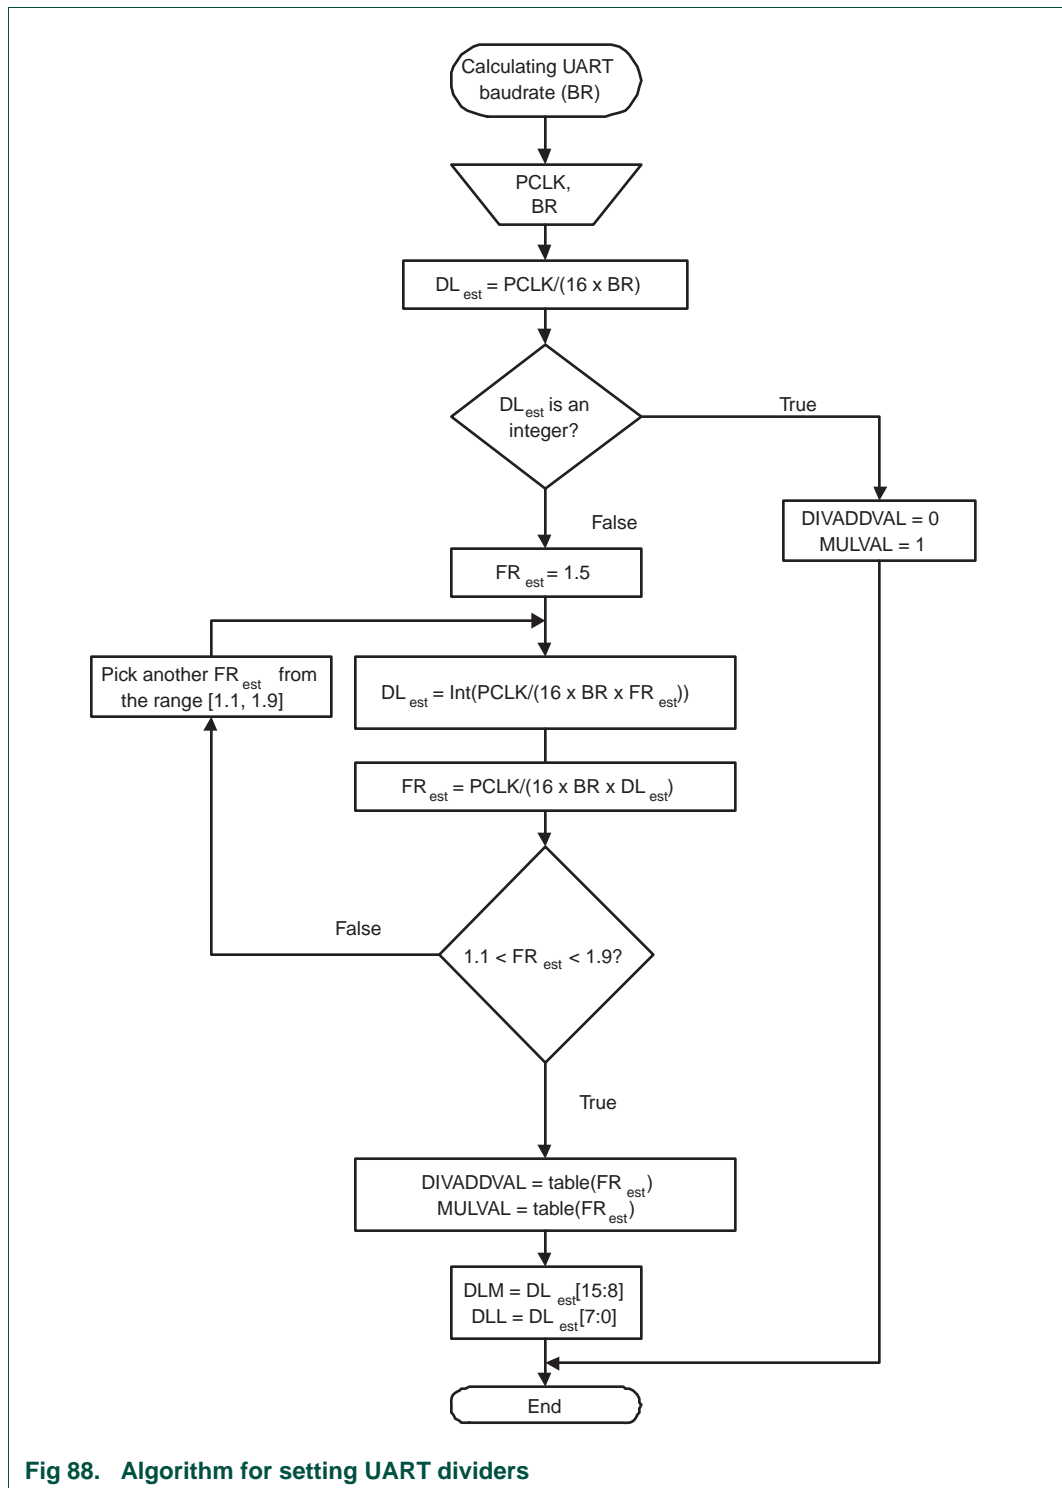 Calculating UART
baudrate (BR)
PCLK,
BR
DL est = PCLK/(16 x BR)
DL est is an
integer?
True
DIVADDVAL = 0
MULVAL = 1
False
FR est = 1.5
Pick another FR est from
the range [1.1, 1.9]
DL est = Int(PCLK/(16 x BR x FR est))
FR est = PCLK/(16 x BR x DL est)
False
1.1 < FR est < 1.9?
True
DIVADDVAL = table(FR est)
MULVAL = table(FR est)
DLM = DL est[15:8]
DLL = DL est[7:0]
End
Fig 88. Algorithm for setting UART dividers